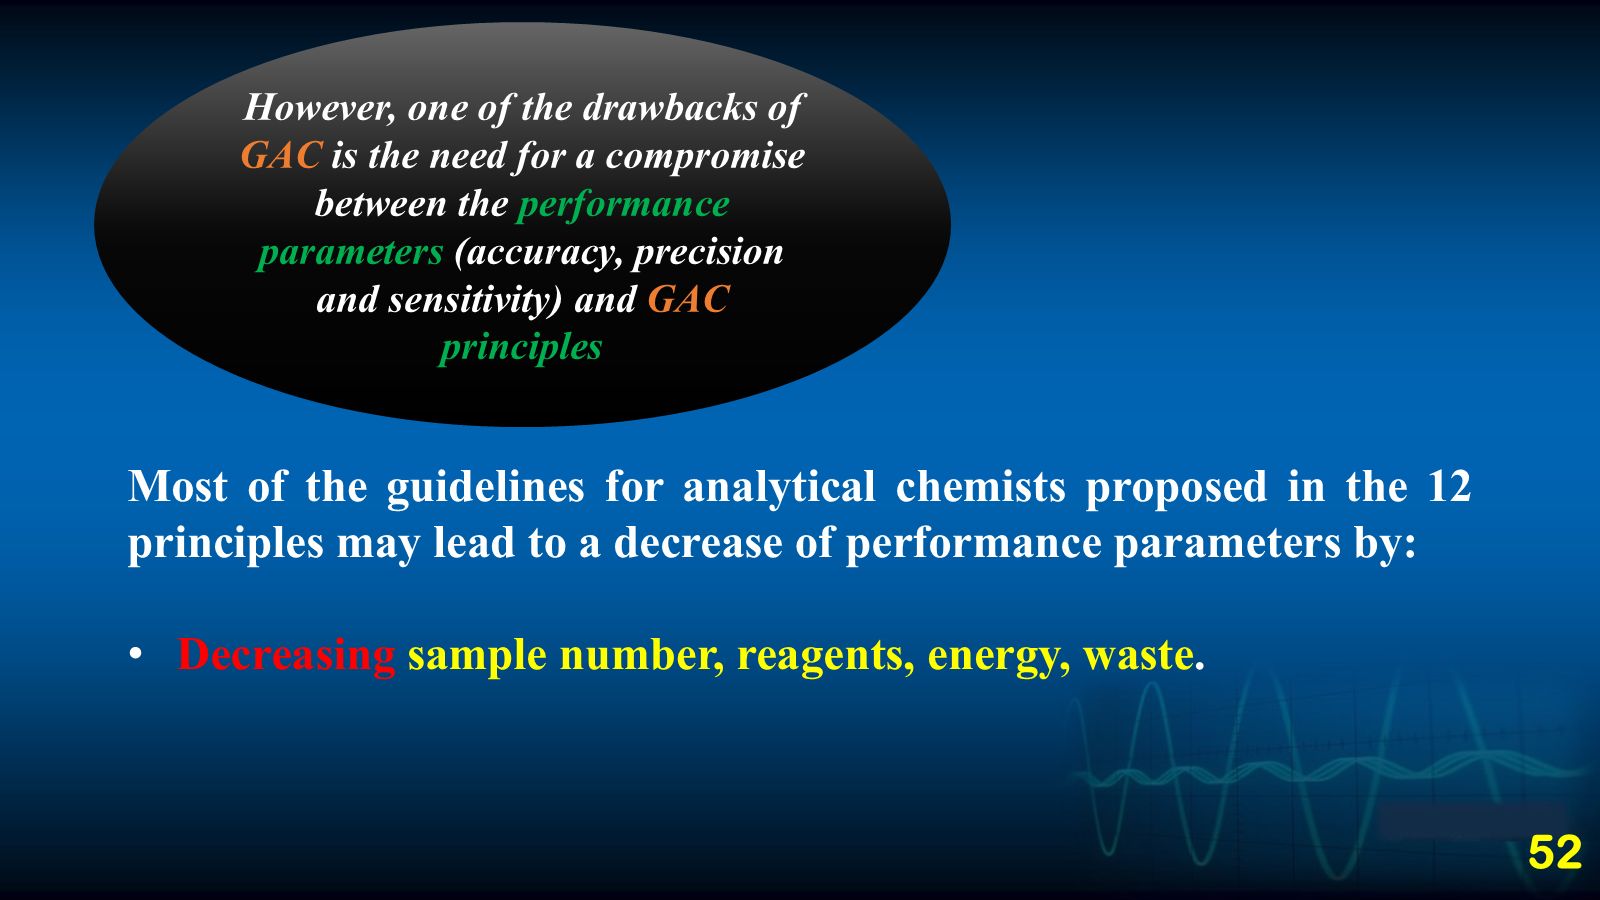 However, one of the drawbacks of
GAC is the need for a compromise
between the performance
parameters (accuracy, precision
and sensitivity) and GAC
principles
Most of the guidelines for analytical chemists proposed in the 12
principles may lead to a decrease of performance parameters by:
• Decreasing sample number, reagents, energy, waste.
52